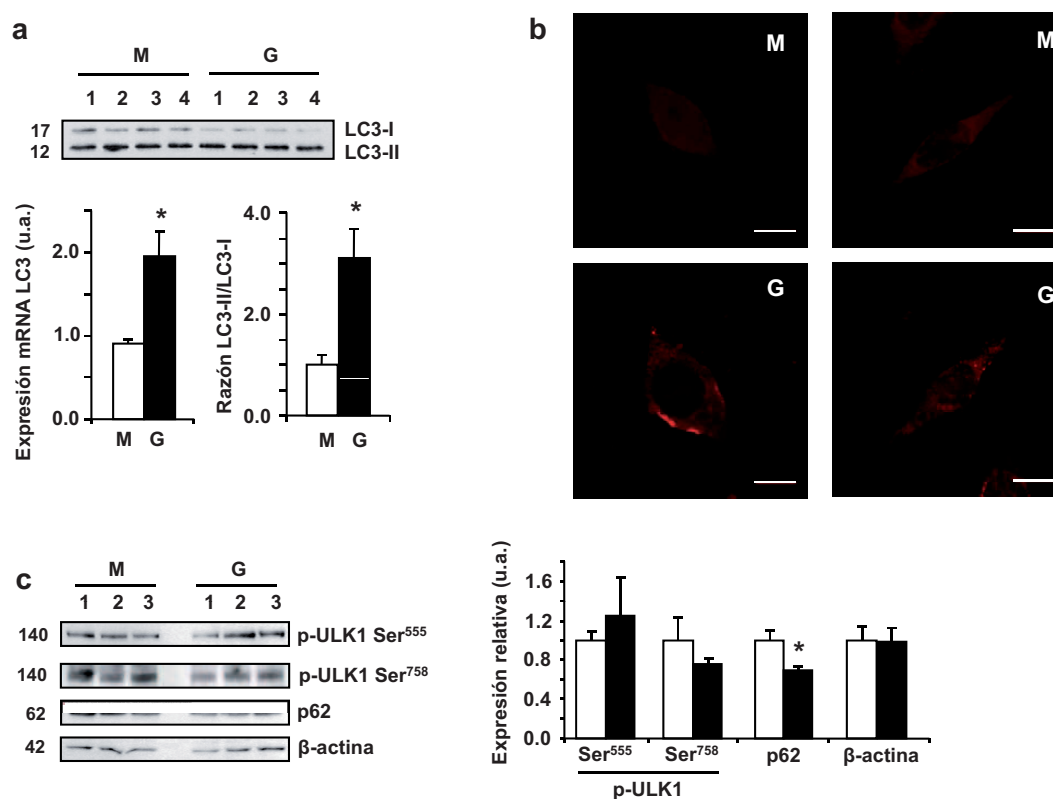 a
M G
1 2 3 4 1 2 3 4
17 LC3-I
12 LC3-II
Expresión mRNA LC3 (u.a.)
2.0
1.0
0.0
*
M G
Razón LC3-II/LC3-I
4.0
2.0
0.0
*
M G
b
M
M
G
G
c
M G
1 2 3 1 2 3
140 p-ULK1 Ser555
140 p-ULK1 Ser758
62 p62
42 β-actina
Expresión relativa (u.a.)
1.6
1.2
0.8
0.4
0.0
*
Ser555 Ser758 p62 β-actina
p-ULK1